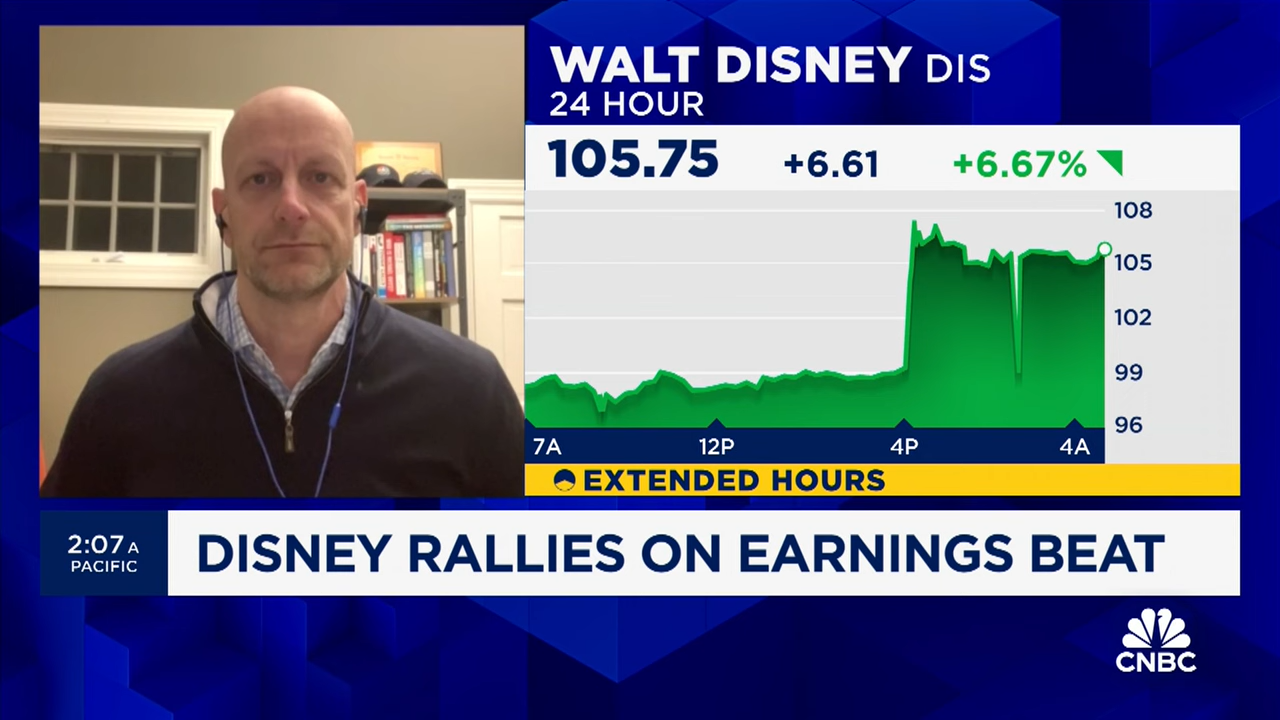 WALT DISNEY DIS
24 HOUR
105.75 +6.61 +6.67%
108
105
102
99
96
7A 12P 4P 4A
EXTENDED HOURS
2:07 A
PACIFIC
DISNEY RALLIES ON EARNINGS BEAT
CNBC